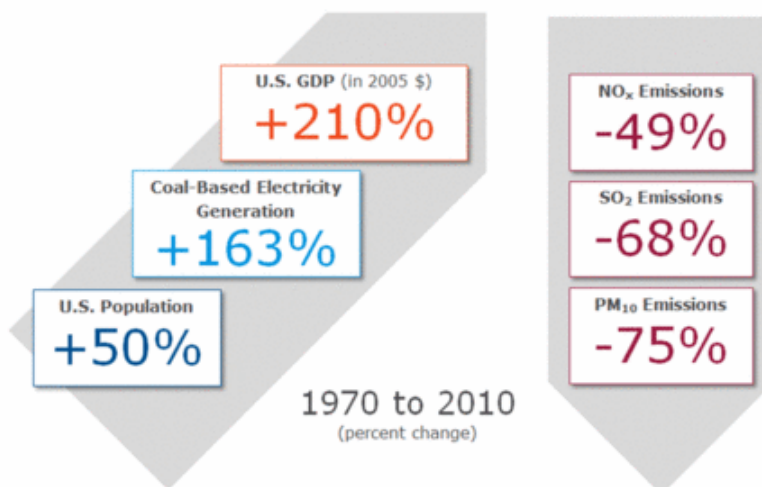 U.S. GDP (in 2005 $)
+210%
Coal-Based Electricity
Generation
+163%
U.S. Population
+50%
1970 to 2010
(percent change)
NOₓ Emissions
-49%
SO₂ Emissions
-68%
PM₁₀ Emissions
-75%